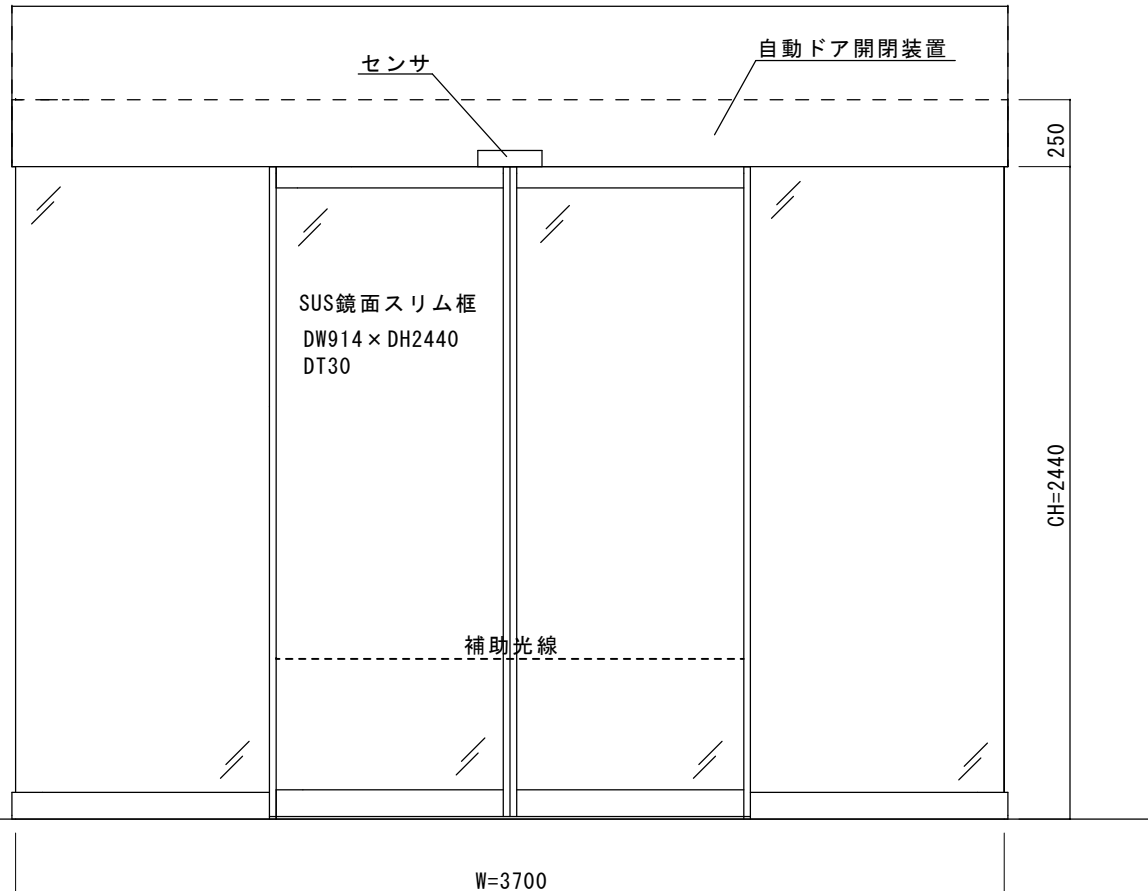 センサ
自動ドア開閉装置
250
SUS鏡面スリム框
DW914×DH2440
DT30
CH=2440
補助光線
W=3700